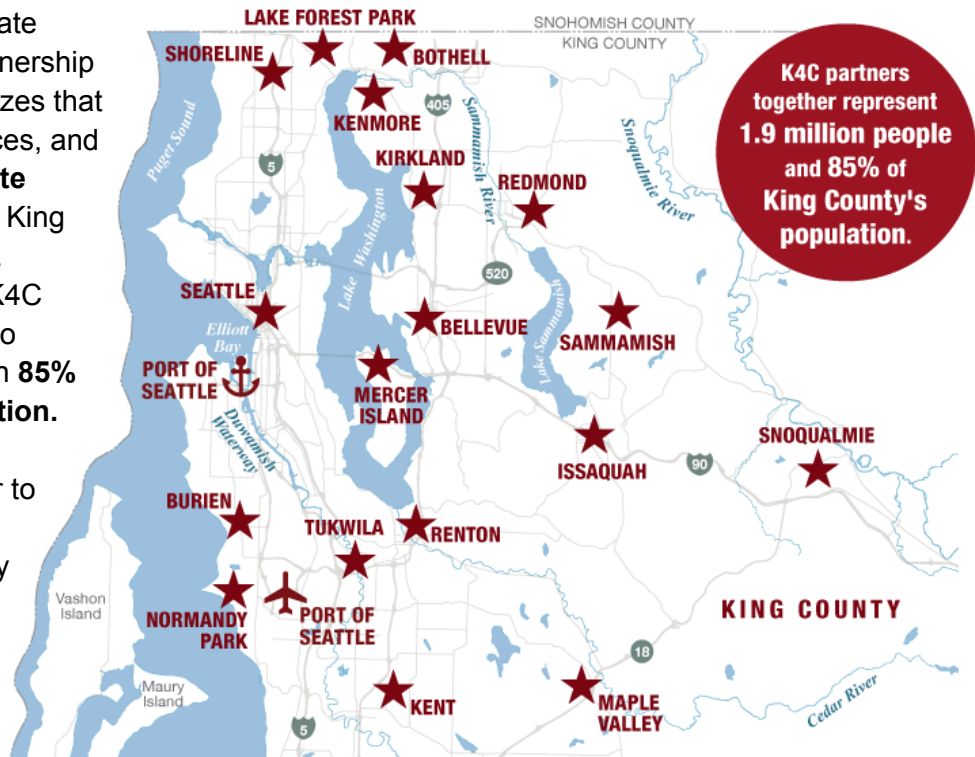 ate
nership
izes that
ces, and
te
King
K4C
o
n 85%
tion.
r to
y
SNOHOMISH COUNTY
KING COUNTY
LAKE FOREST PARK
SHORELINE
BOTHELL
KENMORE
405
Puget Sound
5
KIRKLAND
Sammamish River
REDMOND
Snoqualmie River
K4C partners
together represent
1.9 million people
and 85% of
King County's
population.
Lake Washington
520
SEATTLE
Elliott
Bay
BELLEVUE
Lake Sammamish
SAMMAMISH
PORT OF
SEATTLE
MERCER
ISLAND
Duwamish
Waterway
ISSAQUAH
90
SNOQUALMIE
BURIEN
TUKWILA
RENTON
Vashon
Island
NORMANDY
PARK
PORT OF
SEATTLE
KING COUNTY
18
Maury
Island
KENT
MAPLE
VALLEY
Cedar River
5